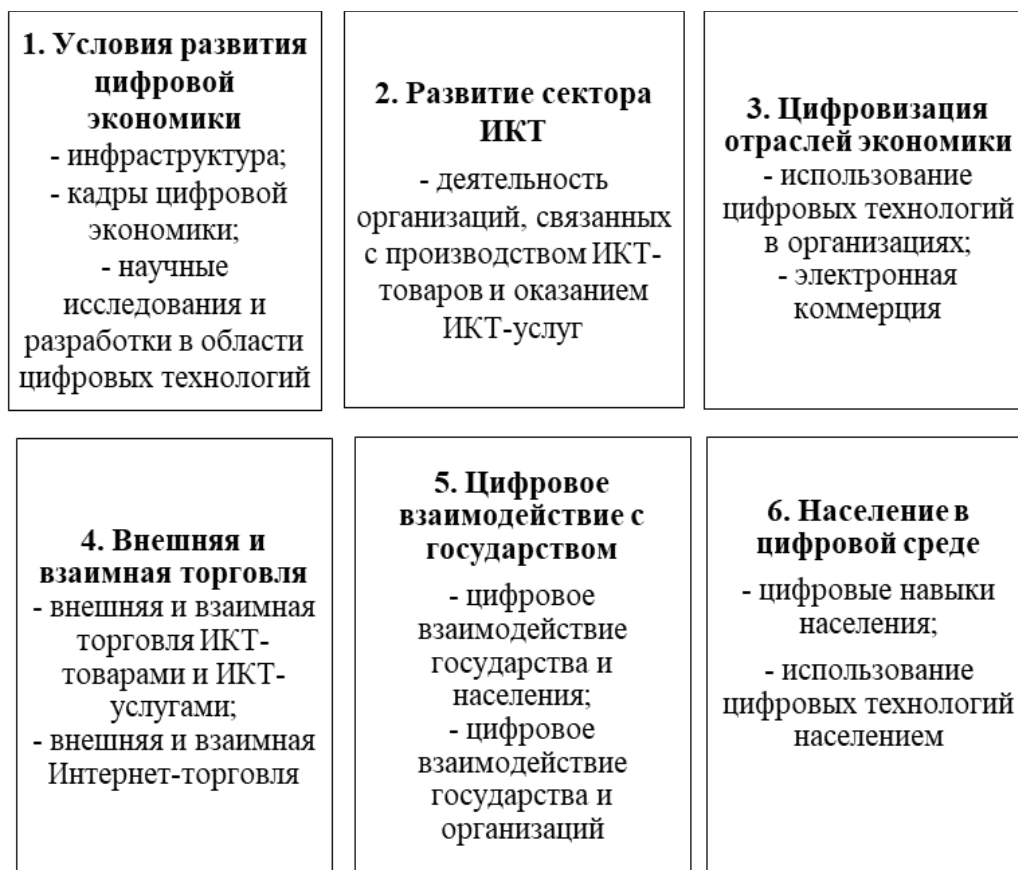 1. Условия развития
цифровой
экономики
- инфраструктура;
- кадры цифровой
экономики;
- научные
исследования и
разработки в области
цифровых технологий
2. Развитие сектора
ИКТ
- деятельность
организаций, связанных
с производством ИКТ-
товаров и оказанием
ИКТ-услуг
3. Цифровизация
отраслей экономики
- использование
цифровых технологий
в организациях;
- электронная
коммерция
4. Внешняя и
взаимная торговля
- внешняя и взаимная
торговля ИКТ-
товарами и ИКТ-
услугами;
- внешняя и взаимная
Интернет-торговля
5. Цифровое
взаимодействие с
государством
- цифровое
взаимодействие
государства и
населения;
- цифровое
взаимодействие
государства и
организаций
6. Население в
цифровой среде
- цифровые навыки
населения;
- использование
цифровых технологий
населением